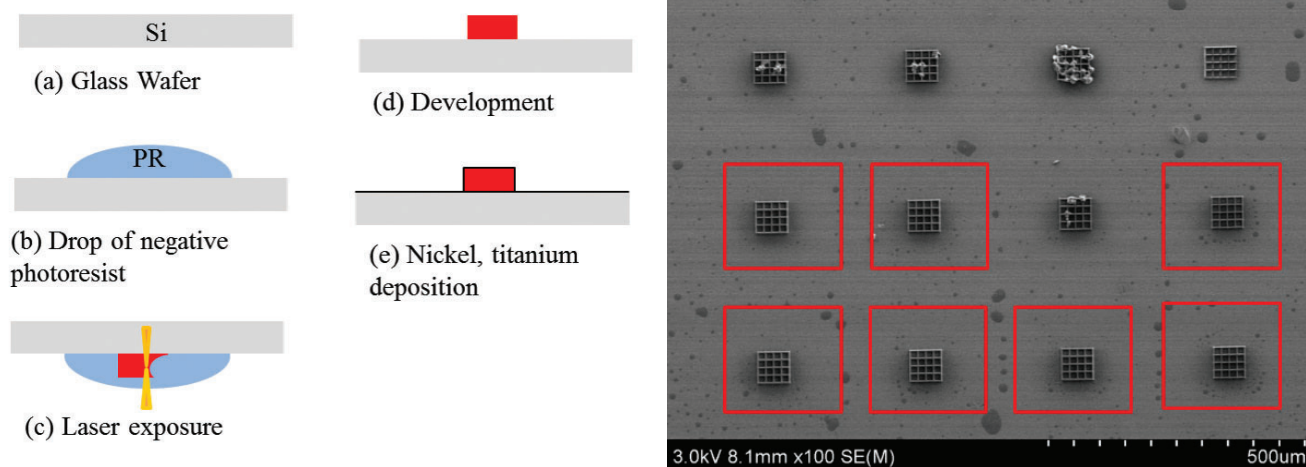 Si
(a) Glass Wafer
PR
(b) Drop of negative
photoresist
(c) Laser exposure
(d) Development
(e) Nickel, titanium
deposition
3.0kV 8.1mm x100 SE(M)
500um